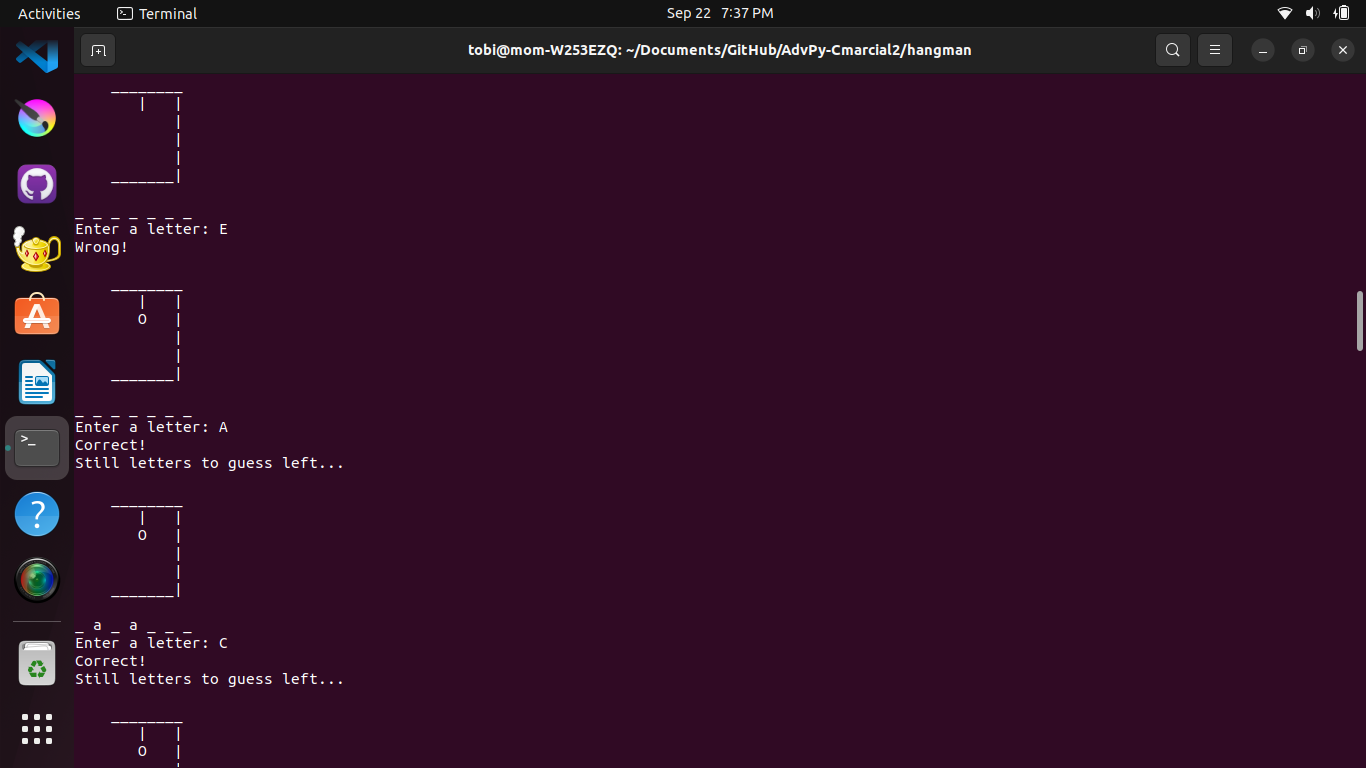 Activities Terminal Sep 22 7:37 PM
tobi@mom-W253EZQ: ~/Documents/GitHub/AdvPy-Cmarcial2/hangman
    ________
       |   |
           |
           |
           |
    _______|
_ _ _ _ _ _ _
Enter a letter: E
Wrong!
    ________
       |   |
       O   |
           |
           |
    _______|
_ _ _ _ _ _ _
Enter a letter: A
Correct!
Still letters to guess left...
    ________
       |   |
       O   |
           |
           |
    _______|
_ a _ a _ _ _
Enter a letter: C
Correct!
Still letters to guess left...
    ________
       |   |
       O   |